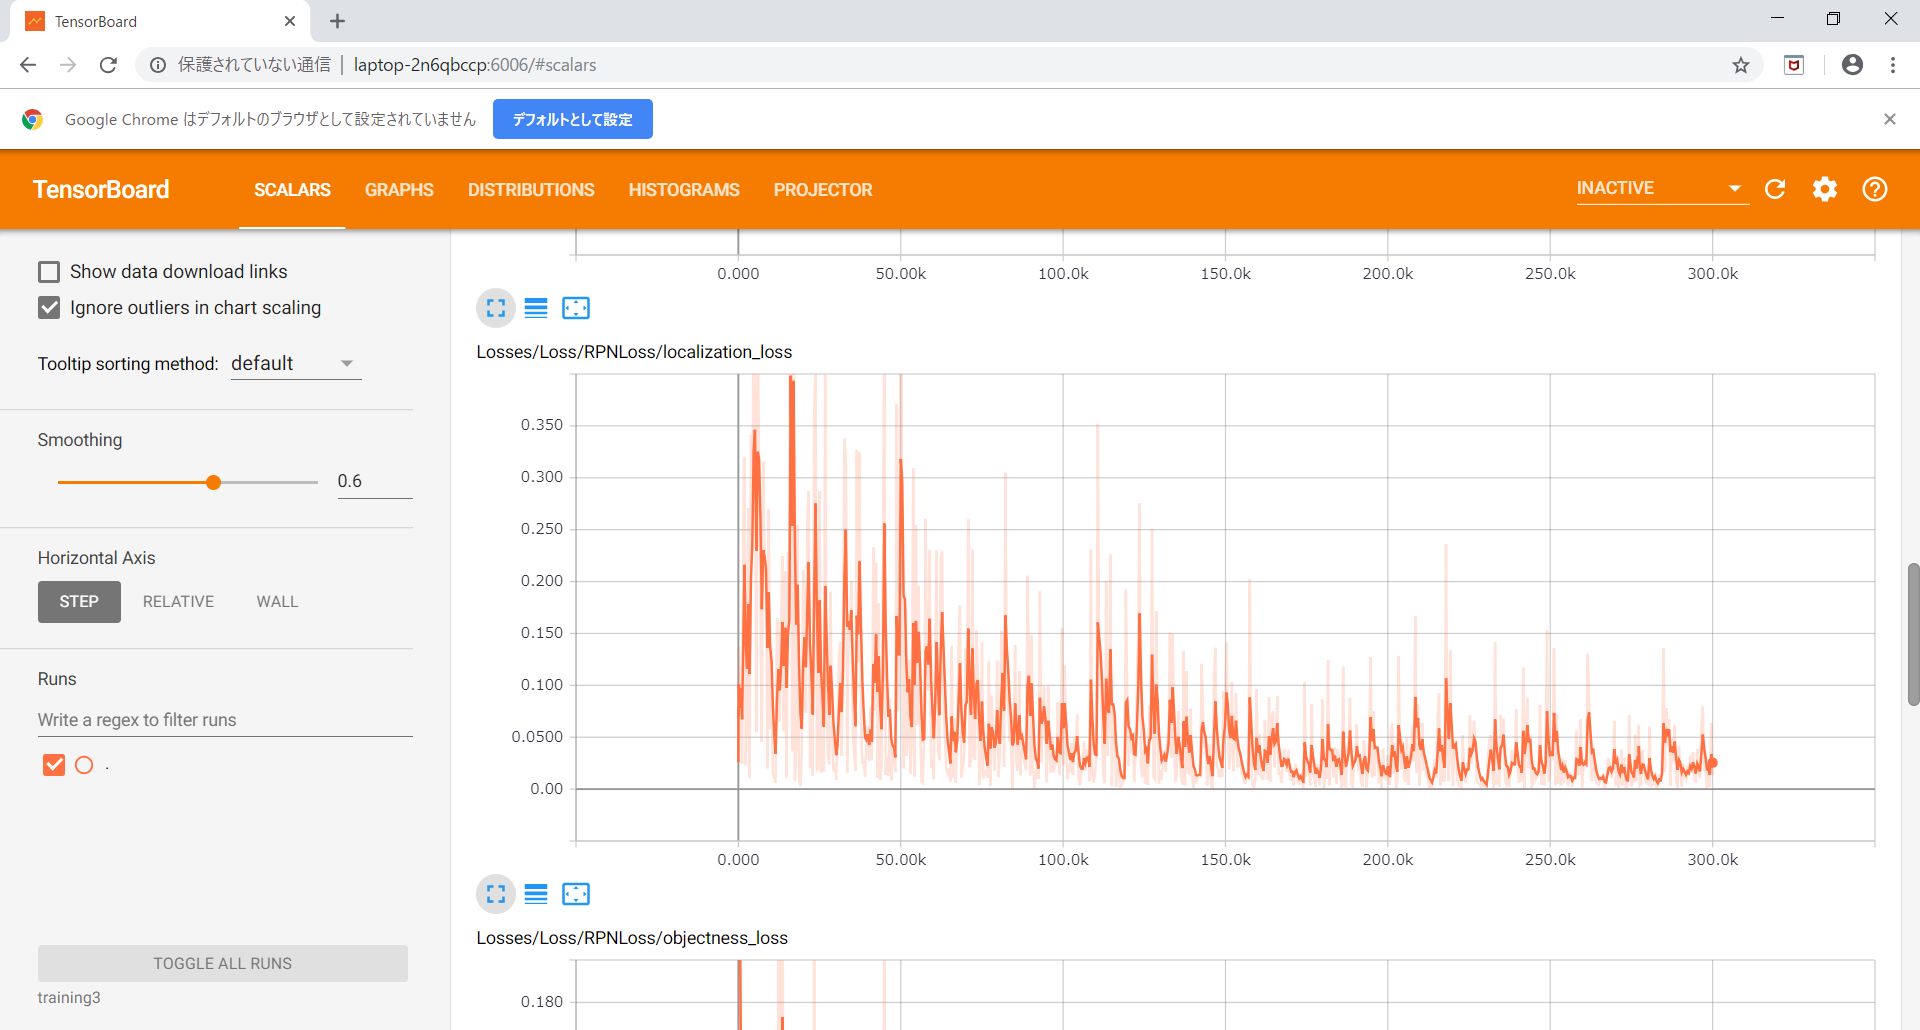 TensorBoard
保護されていない通信 | laptop-2n6qbccp:6006/#scalars
Google Chrome はデフォルトのブラウザとして設定されていません デフォルトとして設定
TensorBoard SCALARS GRAPHS DISTRIBUTIONS HISTOGRAMS PROJECTOR INACTIVE
Show data download links
Ignore outliers in chart scaling
Tooltip sorting method: default
Smoothing
0.6
Horizontal Axis
STEP RELATIVE WALL
Runs
Write a regex to filter runs
.
TOGGLE ALL RUNS
training3
0.000 50.00k 100.0k 150.0k 200.0k 250.0k 300.0k
Losses/Loss/RPNLoss/localization_loss
0.350
0.300
0.250
0.200
0.150
0.100
0.0500
0.00
0.000 50.00k 100.0k 150.0k 200.0k 250.0k 300.0k
Losses/Loss/RPNLoss/objectness_loss
0.180